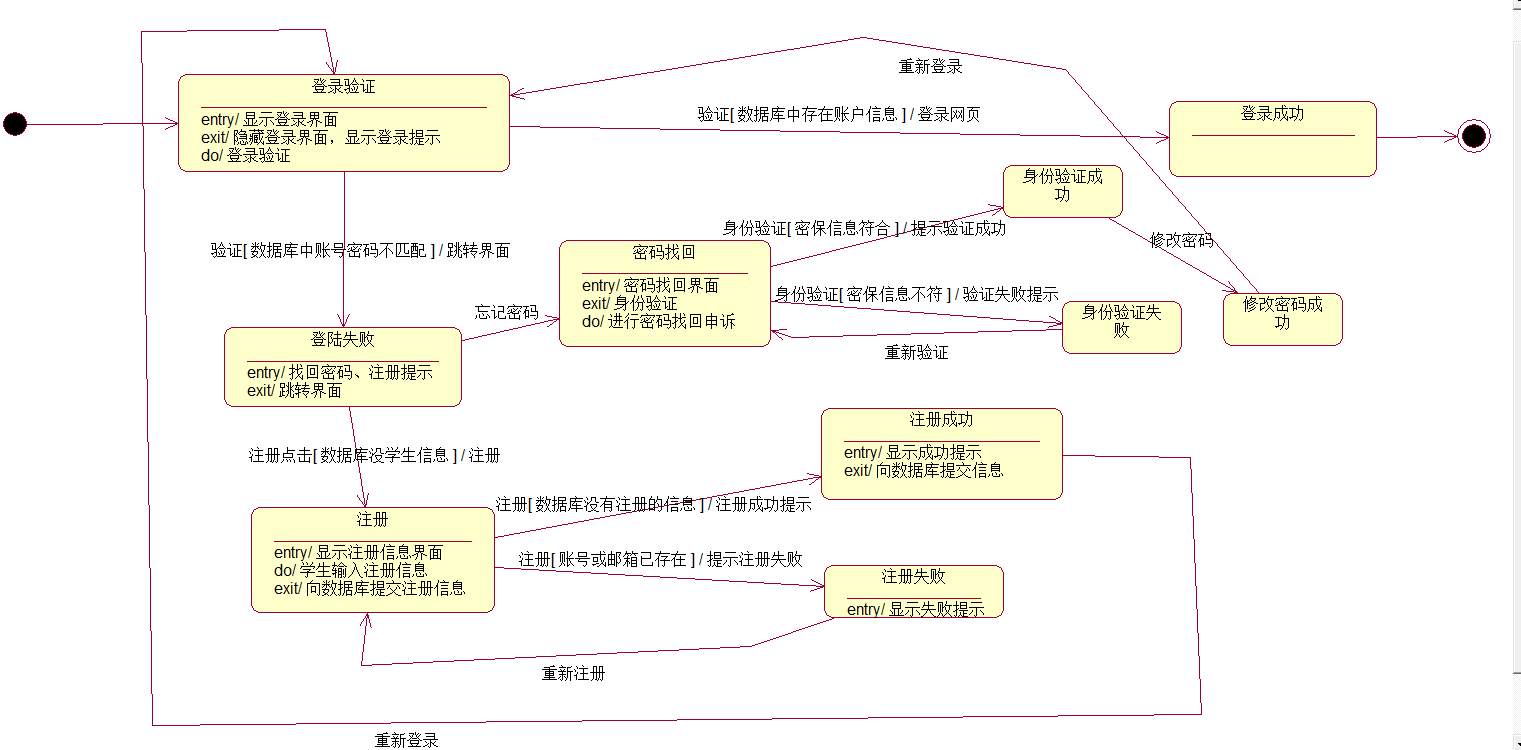 登录验证
entry/ 显示登录界面
exit/ 隐藏登录界面，显示登录提示
do/ 登录验证
重新登录
验证[ 数据库中存在账户信息 ] / 登录网页
登录成功
身份验证成
功
身份验证[ 密保信息符合 ] / 提示验证成功
修改密码
验证[ 数据库中账号密码不匹配 ] / 跳转界面
密码找回
entry/ 密码找回界面
exit/ 身份验证
do/ 进行密码找回申诉
身份验证[ 密保信息不符 ] / 验证失败提示
身份验证失
败
修改密码成
功
忘记密码
重新验证
登陆失败
entry/ 找回密码、注册提示
exit/ 跳转界面
注册点击[ 数据库没学生信息 ] / 注册
注册成功
entry/ 显示成功提示
exit/ 向数据库提交信息
注册[ 数据库没有注册的信息 ] / 注册成功提示
注册
entry/ 显示注册信息界面
do/ 学生输入注册信息
exit/ 向数据库提交注册信息
注册[ 账号或邮箱已存在 ] / 提示注册失败
注册失败
entry/ 显示失败提示
重新注册
重新登录